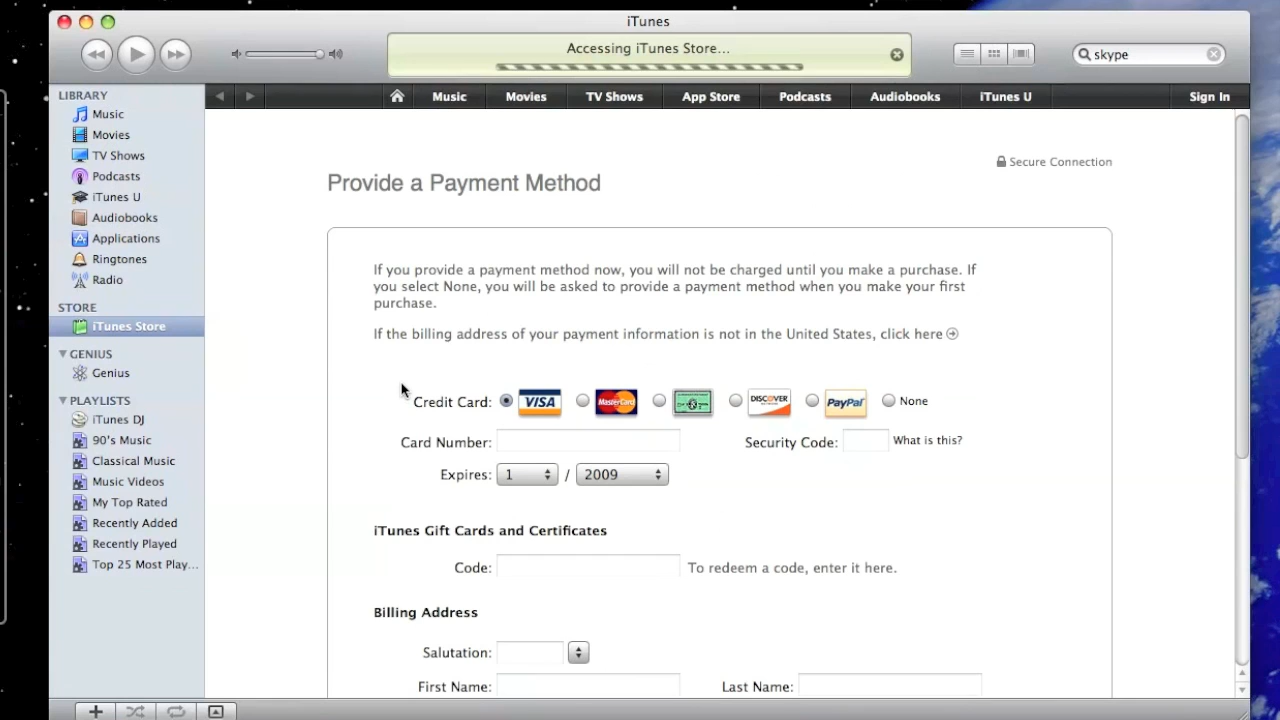 iTunes
Accessing iTunes Store...
skype
Music
Movies
TV Shows
App Store
Podcasts
Audiobooks
iTunes U
Sign In
LIBRARY
Music
Movies
TV Shows
Podcasts
iTunes U
Audiobooks
Applications
Ringtones
Radio
STORE
iTunes Store
GENIUS
Genius
PLAYLISTS
iTunes DJ
90's Music
Classical Music
Music Videos
My Top Rated
Recently Added
Recently Played
Top 25 Most Play...
Secure Connection
Provide a Payment Method
If you provide a payment method now, you will not be charged until you make a purchase. If
you select None, you will be asked to provide a payment method when you make your first
purchase.
If the billing address of your payment information is not in the United States, click here
Credit Card: VISA MasterCard DISCOVER PayPal None
Card Number: Security Code: What is this?
Expires: 1 / 2009
iTunes Gift Cards and Certificates
Code: To redeem a code, enter it here.
Billing Address
Salutation:
First Name: Last Name: